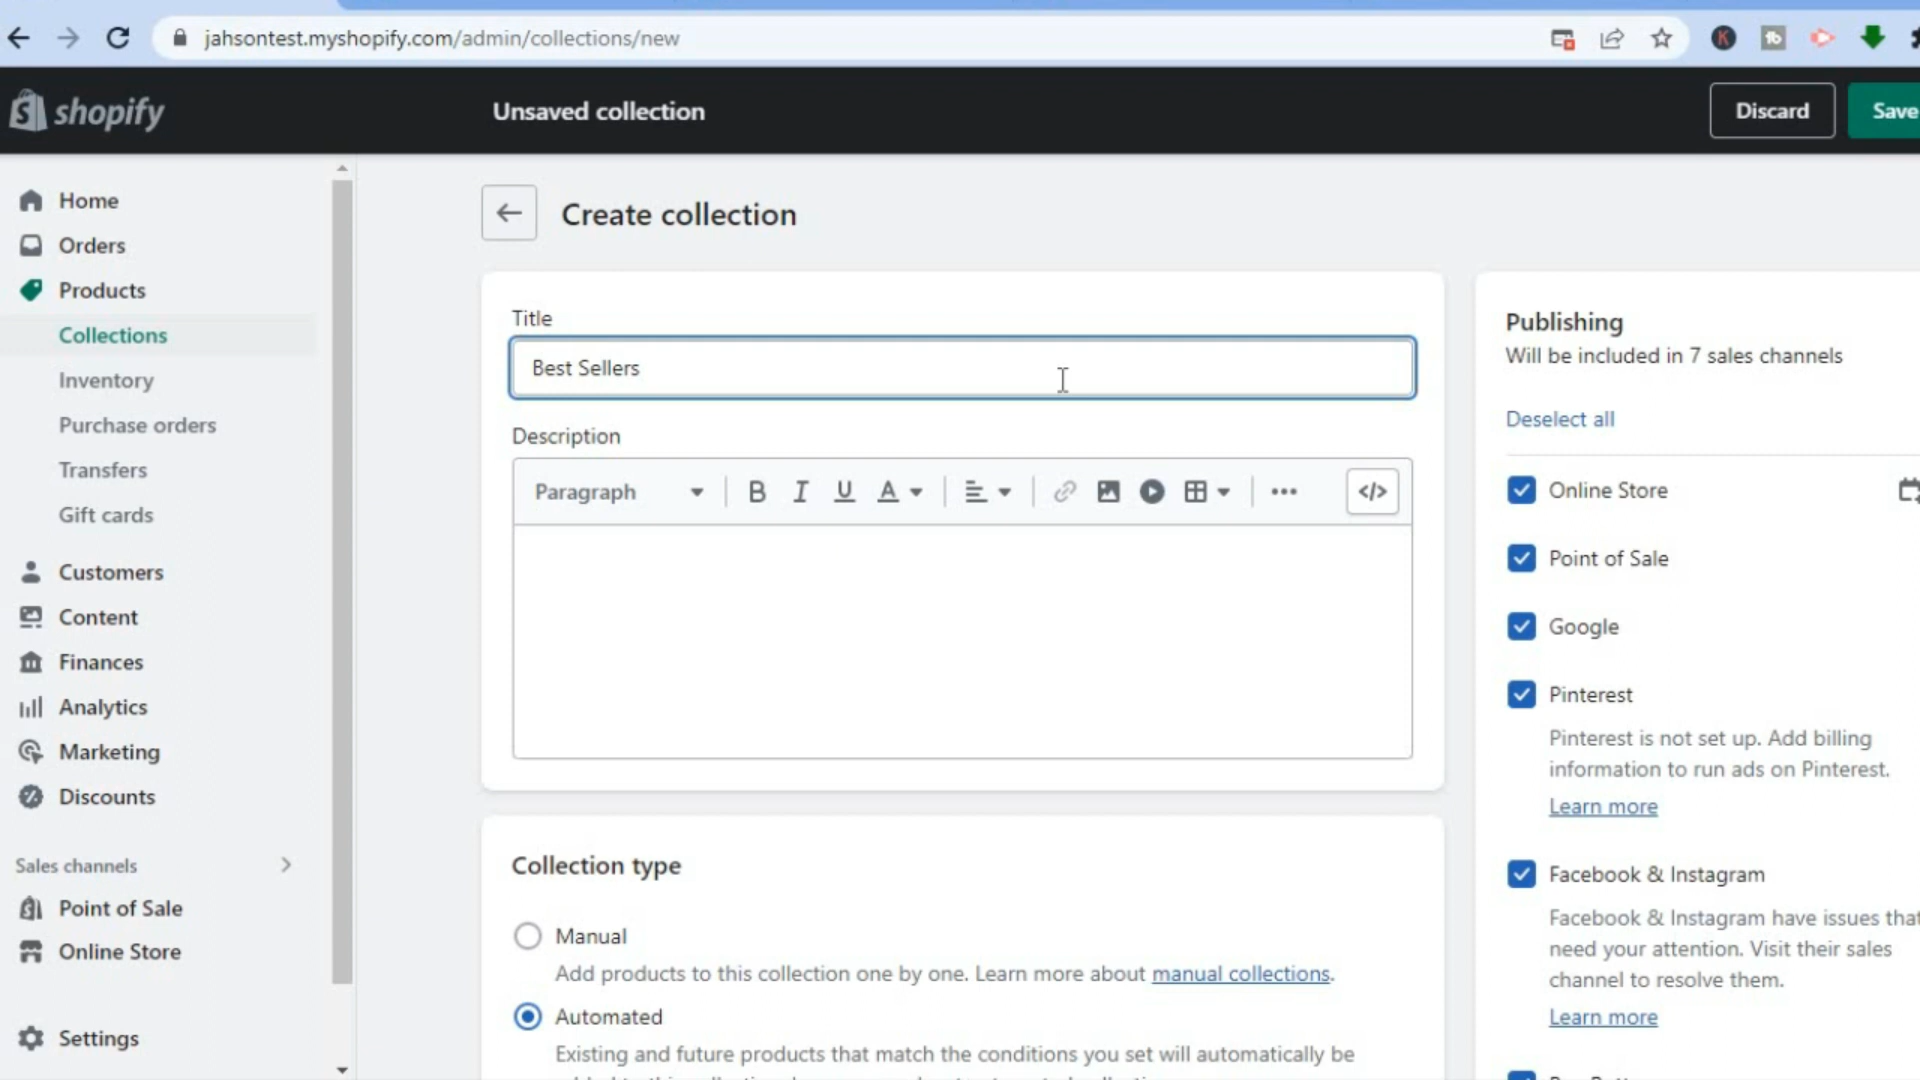 jahsontest.myshopify.com/admin/collections/new
shopify
Unsaved collection
Discard
Save
Home
Orders
Products
Collections
Inventory
Purchase orders
Transfers
Gift cards
Customers
Content
Finances
Analytics
Marketing
Discounts
Sales channels
Point of Sale
Online Store
Settings
Create collection
Title
Best Sellers
Description
Paragraph
B I U A
</>
Collection type
Manual
Add products to this collection one by one. Learn more about manual collections.
Automated
Existing and future products that match the conditions you set will automatically be
Publishing
Will be included in 7 sales channels
Deselect all
Online Store
Point of Sale
Google
Pinterest
Pinterest is not set up. Add billing
information to run ads on Pinterest.
Learn more
Facebook & Instagram
Facebook & Instagram have issues that
need your attention. Visit their sales
channel to resolve them.
Learn more